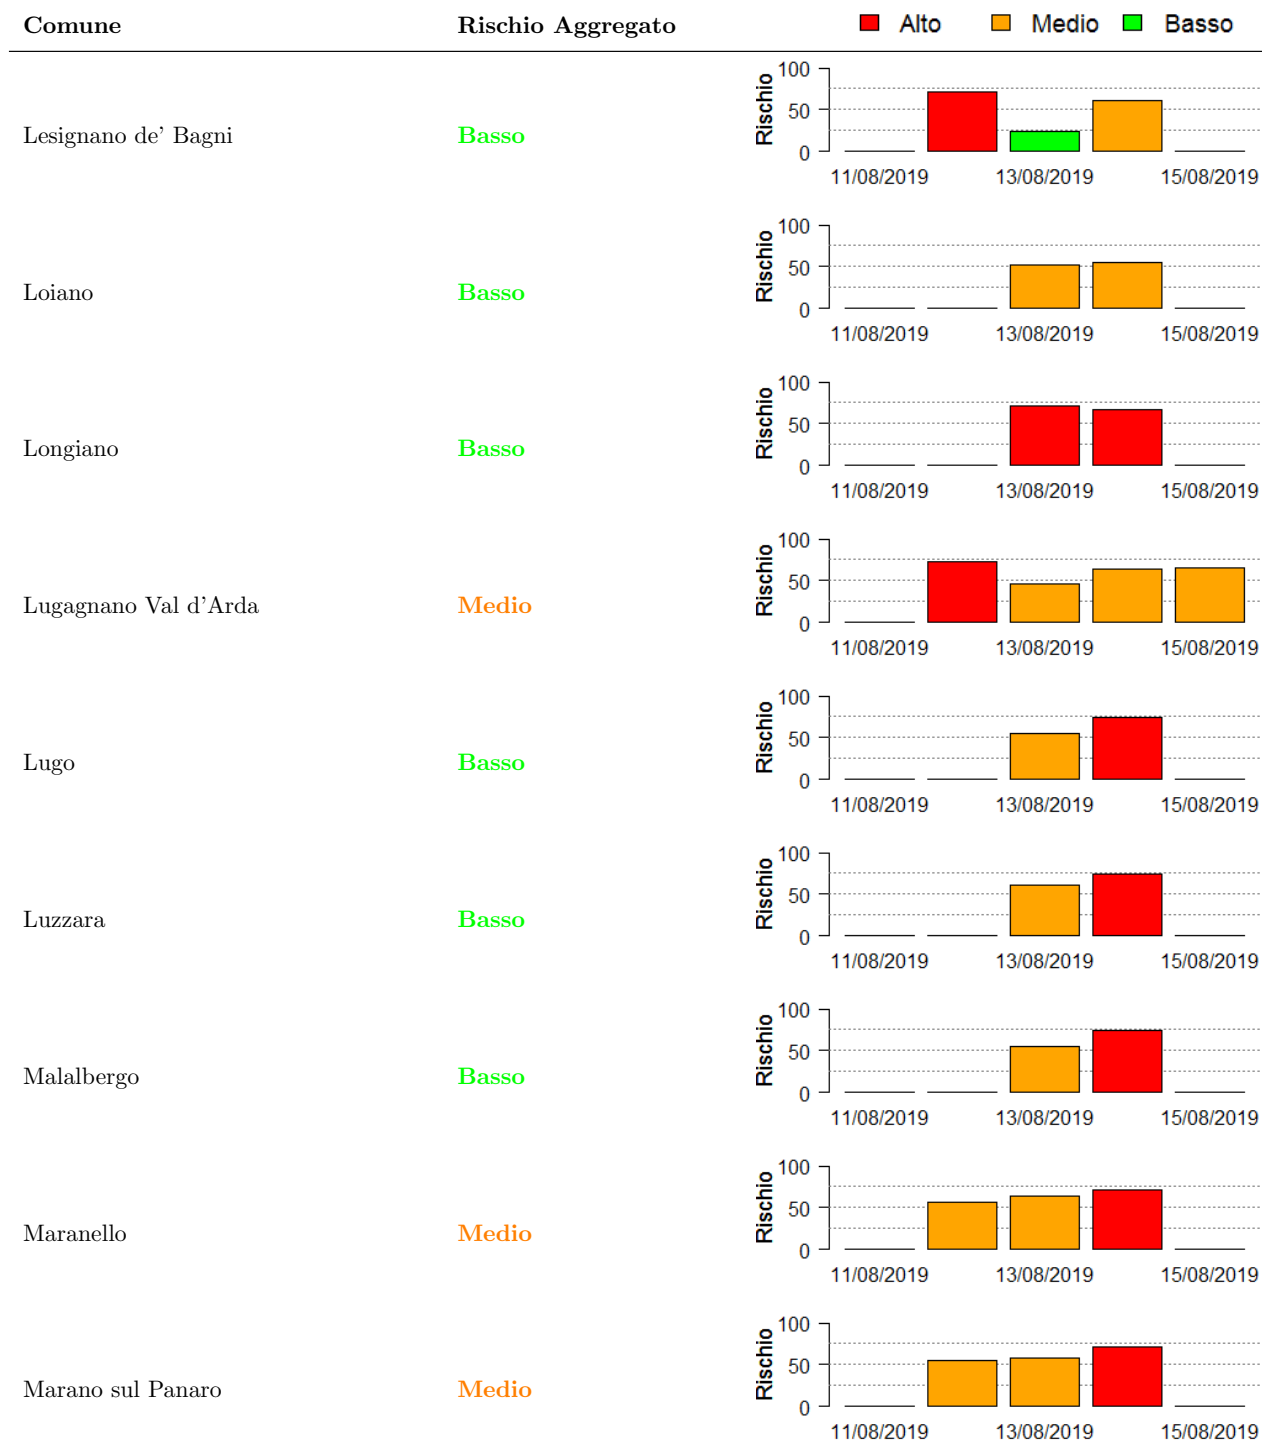 Comune Rischio Aggregato Alto Medio Basso
Lesignano de' Bagni Basso Rischio 100 50 0
11/08/2019 13/08/2019 15/08/2019
Loiano Basso Rischio 100 50 0
11/08/2019 13/08/2019 15/08/2019
Longiano Basso Rischio 100 50 0
11/08/2019 13/08/2019 15/08/2019
Lugagnano Val d'Arda Medio Rischio 100 50 0
11/08/2019 13/08/2019 15/08/2019
Lugo Basso Rischio 100 50 0
11/08/2019 13/08/2019 15/08/2019
Luzzara Basso Rischio 100 50 0
11/08/2019 13/08/2019 15/08/2019
Malalbergo Basso Rischio 100 50 0
11/08/2019 13/08/2019 15/08/2019
Maranello Medio Rischio 100 50 0
11/08/2019 13/08/2019 15/08/2019
Marano sul Panaro Medio Rischio 100 50 0
11/08/2019 13/08/2019 15/08/2019